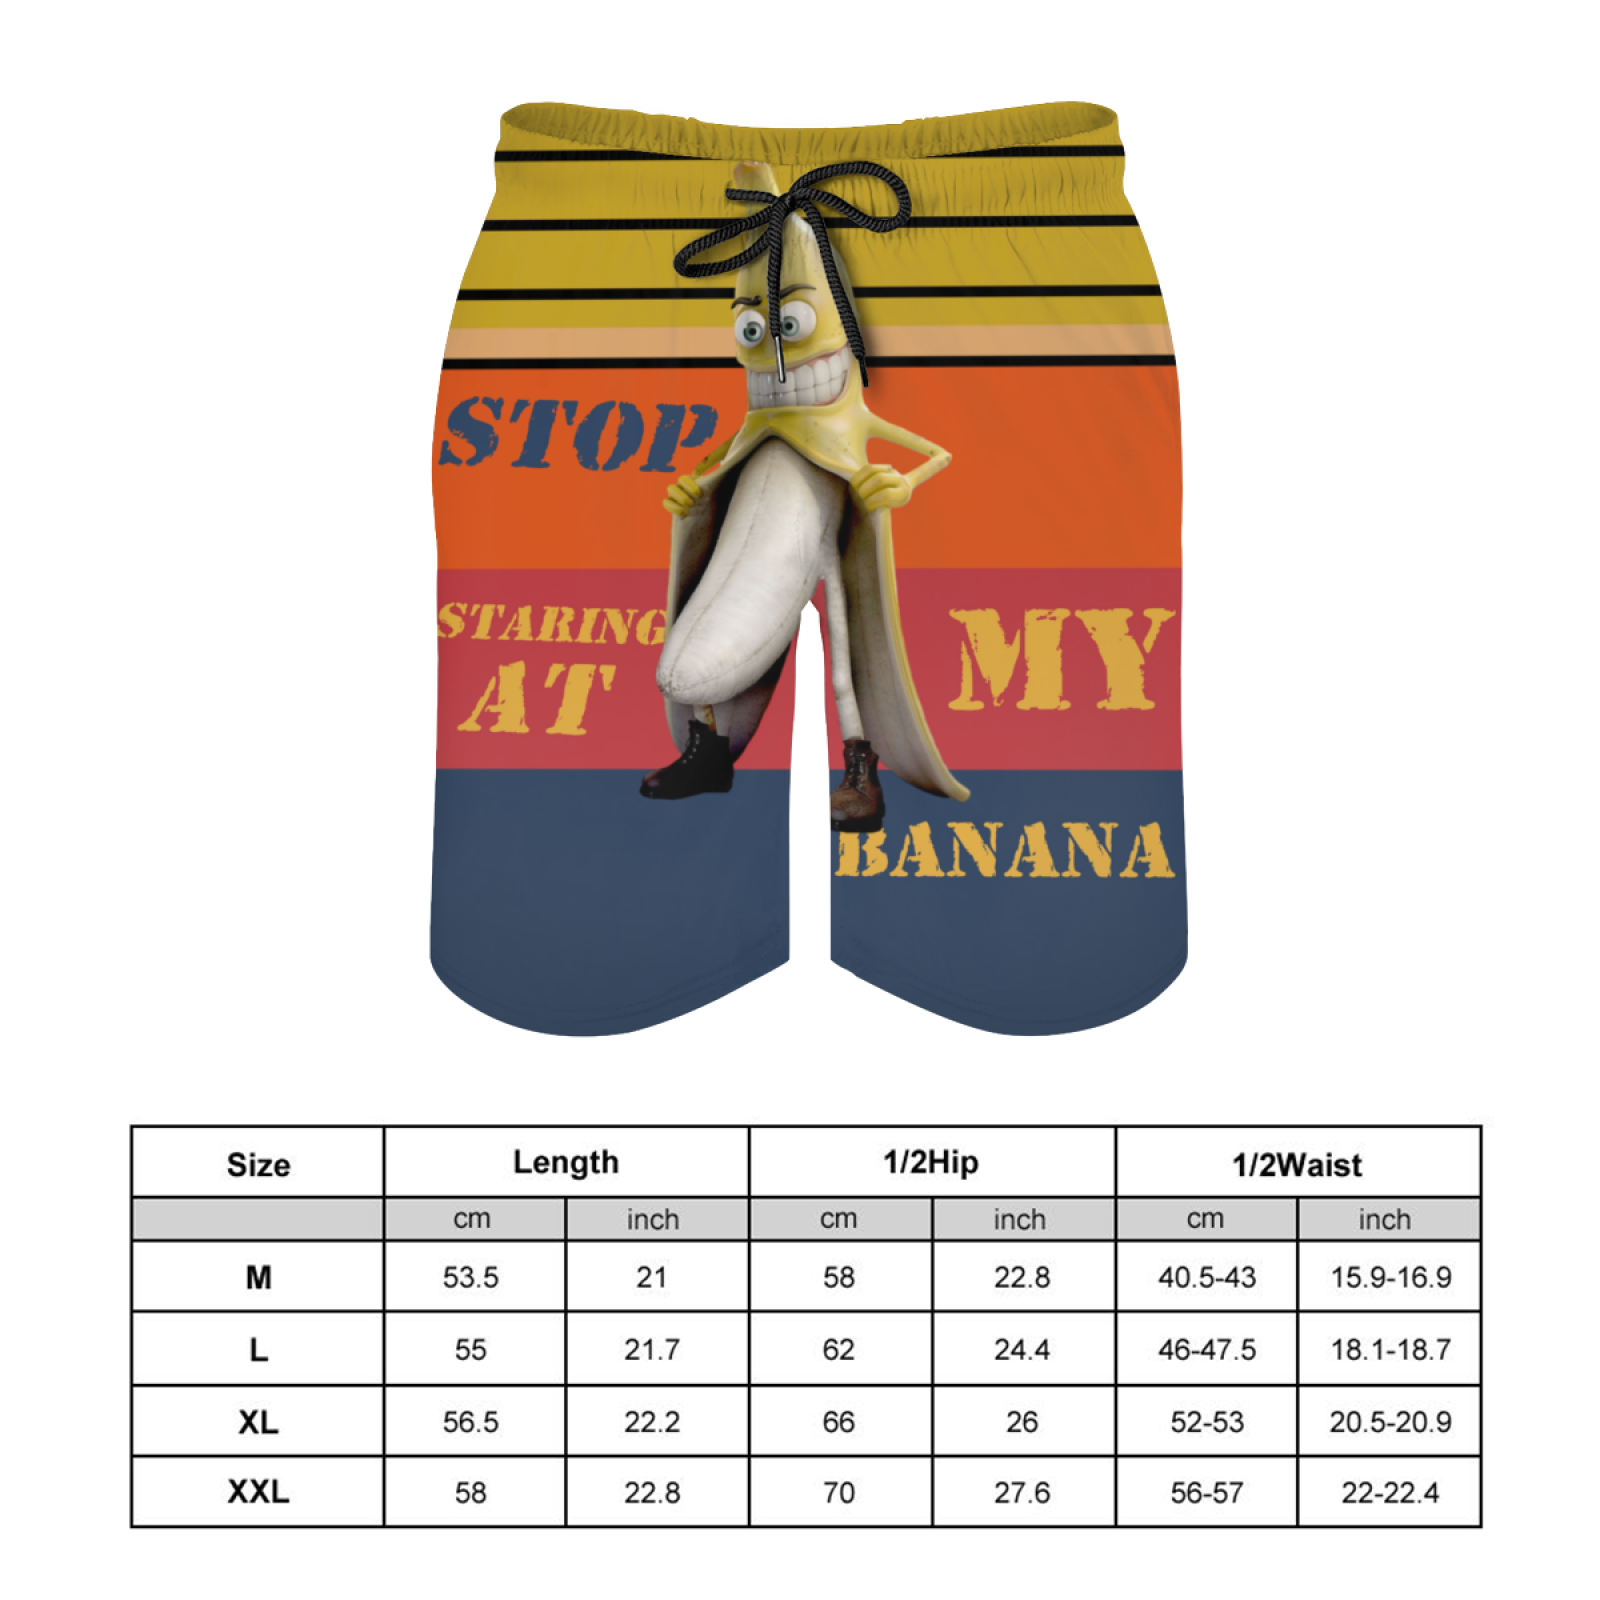 STOP
STARING
AT
MY
BANANA
Size Length 1/2Hip 1/2Waist
cm inch cm inch cm inch
M 53.5 21 58 22.8 40.5-43 15.9-16.9
L 55 21.7 62 24.4 46-47.5 18.1-18.7
XL 56.5 22.2 66 26 52-53 20.5-20.9
XXL 58 22.8 70 27.6 56-57 22-22.4